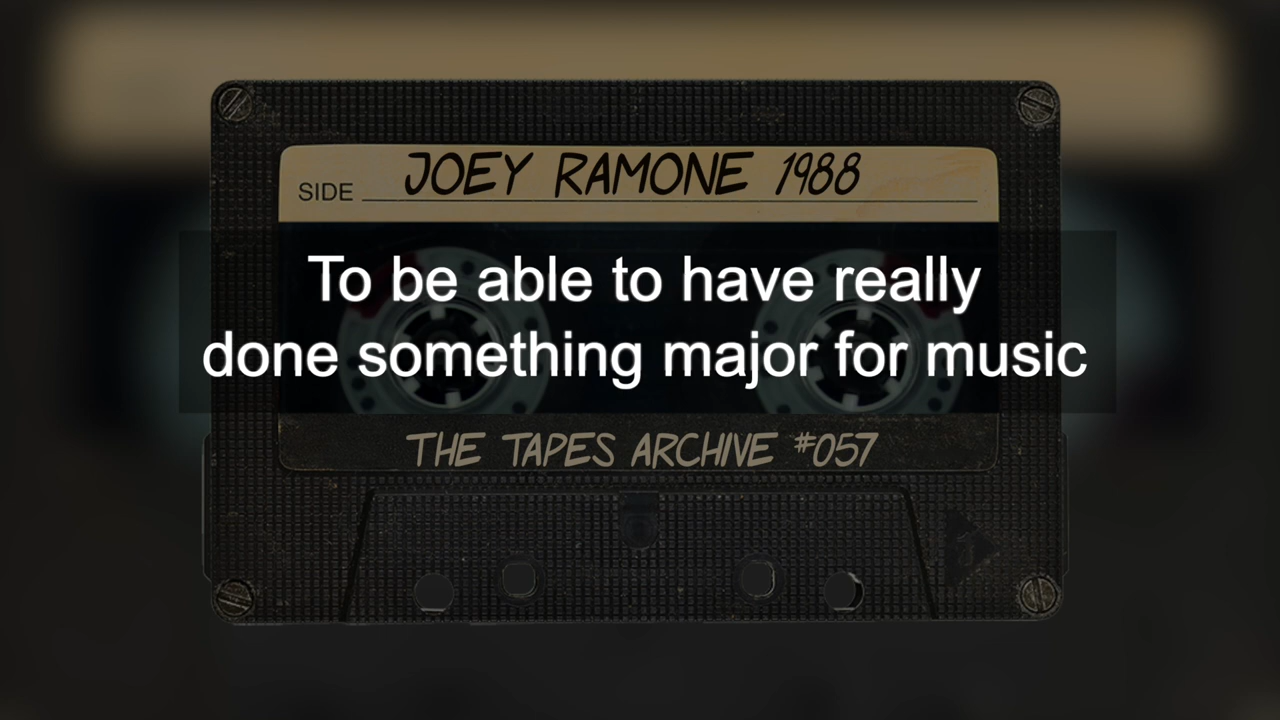 JOEY RAMONE 1988
SIDE
To be able to have really
done something major for music
THE TAPES ARCHIVE #057